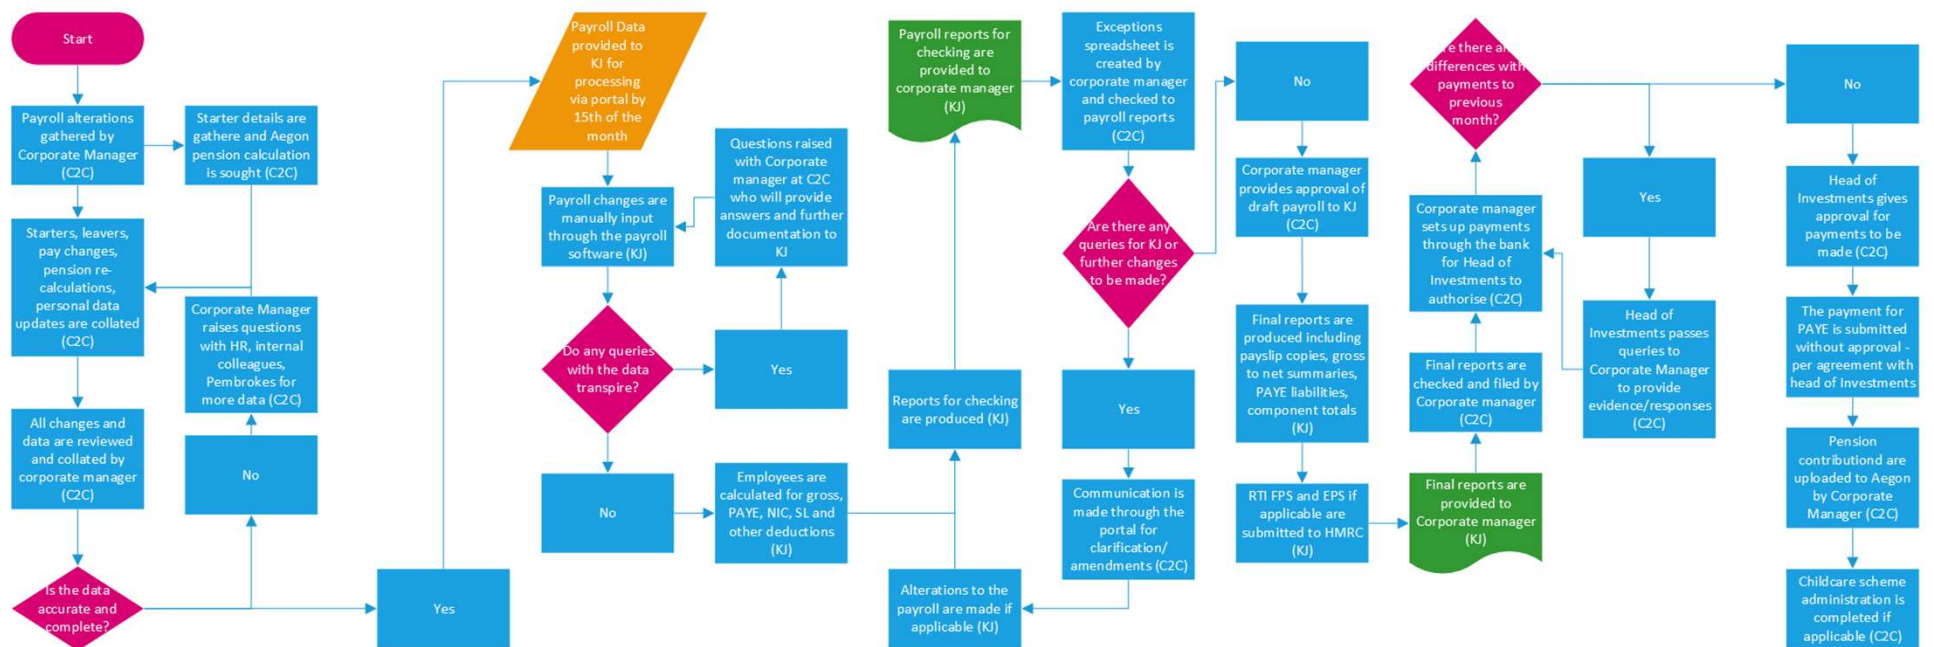 Start
Payroll alterations
gathered by
Corporate Manager
(C2C)
Starter details are
gathere and Aegon
pension calculation
is sought (C2C)
Starters, leavers,
pay changes,
pension re-
calculations,
personal data
updates are collated
(C2C)
Corporate Manager
raises questions
with HR, internal
colleagues,
Pembrokes for
more data (C2C)
All changes and
data are reviewed
and collated by
corporate manager
(C2C)
No
Is the data
accurate and
complete?
Yes
Payroll Data
provided to
KJ for
processing
via portal by
15th of the
month
Payroll changes are
manually input
through the payroll
software (KJ)
Questions raised
with Corporate
manager at C2C
who will provide
answers and further
documentation to
KJ
Do any queries
with the data
transpire?
Yes
No
Employees are
calculated for gross,
PAYE, NIC, SL and
other deductions
(KJ)
Payroll reports for
checking are
provided to
corporate manager
(KJ)
Reports for checking
are produced (KJ)
Alterations to the
payroll are made if
applicable (KJ)
Exceptions
spreadsheet is
created by
corporate manager
and checked to
payroll reports
(C2C)
Are there any
queries for KJ or
further changes
to be made?
Yes
Communication is
made through the
portal for
clarification/
amendments (C2C)
No
Corporate manager
provides approval of
draft payroll to KJ
(C2C)
Final reports are
produced including
payslip copies, gross
to net summaries,
PAYE liabilities,
component totals
(KJ)
RTI FPS and EPS if
applicable are
submitted to HMRC
(KJ)
Final reports are
provided to
Corporate manager
(KJ)
Final reports are
checked and filed by
Corporate manager
(C2C)
Corporate manager
sets up payments
through the bank
for Head of
Investments to
authorise (C2C)
there
differences with
payments to
previous
month?
Yes
Head of
Investments passes
queries to
Corporate Manager
to provide
evidence/responses
(C2C)
No
Head of
Investments gives
approval for
payments to be
made (C2C)
The payment for
PAYE is submitted
without approval -
per agreement with
head of Investments
Pension
contributiond are
uploaded to Aegon
by Corporate
Manager (C2C)
Childcare scheme
administration is
completed if
applicable (C2C)